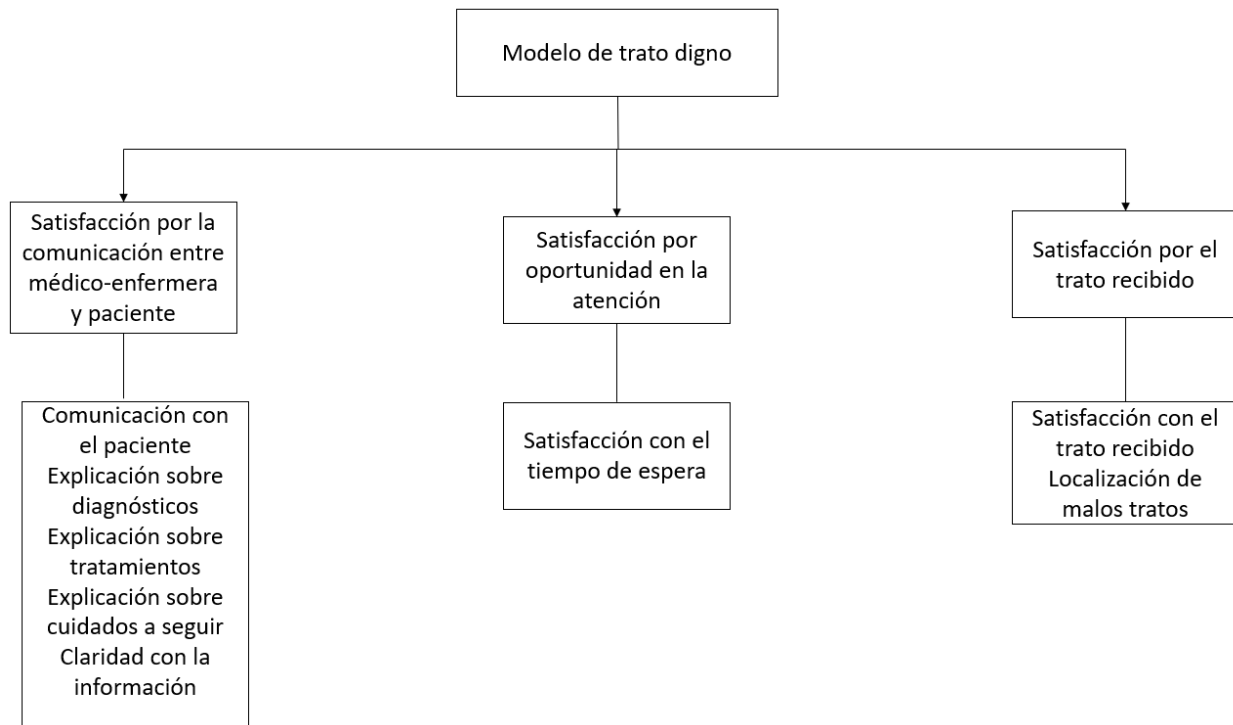 Modelo de trato digno
Satisfacción por la
comunicación entre
médico-enfermera
y paciente
Satisfacción por
oportunidad en la
atención
Satisfacción por el
trato recibido
Comunicación con
el paciente
Explicación sobre
diagnósticos
Explicación sobre
tratamientos
Explicación sobre
cuidados a seguir
Claridad con la
información
Satisfacción con el
tiempo de espera
Satisfacción con el
trato recibido
Localización de
malos tratos